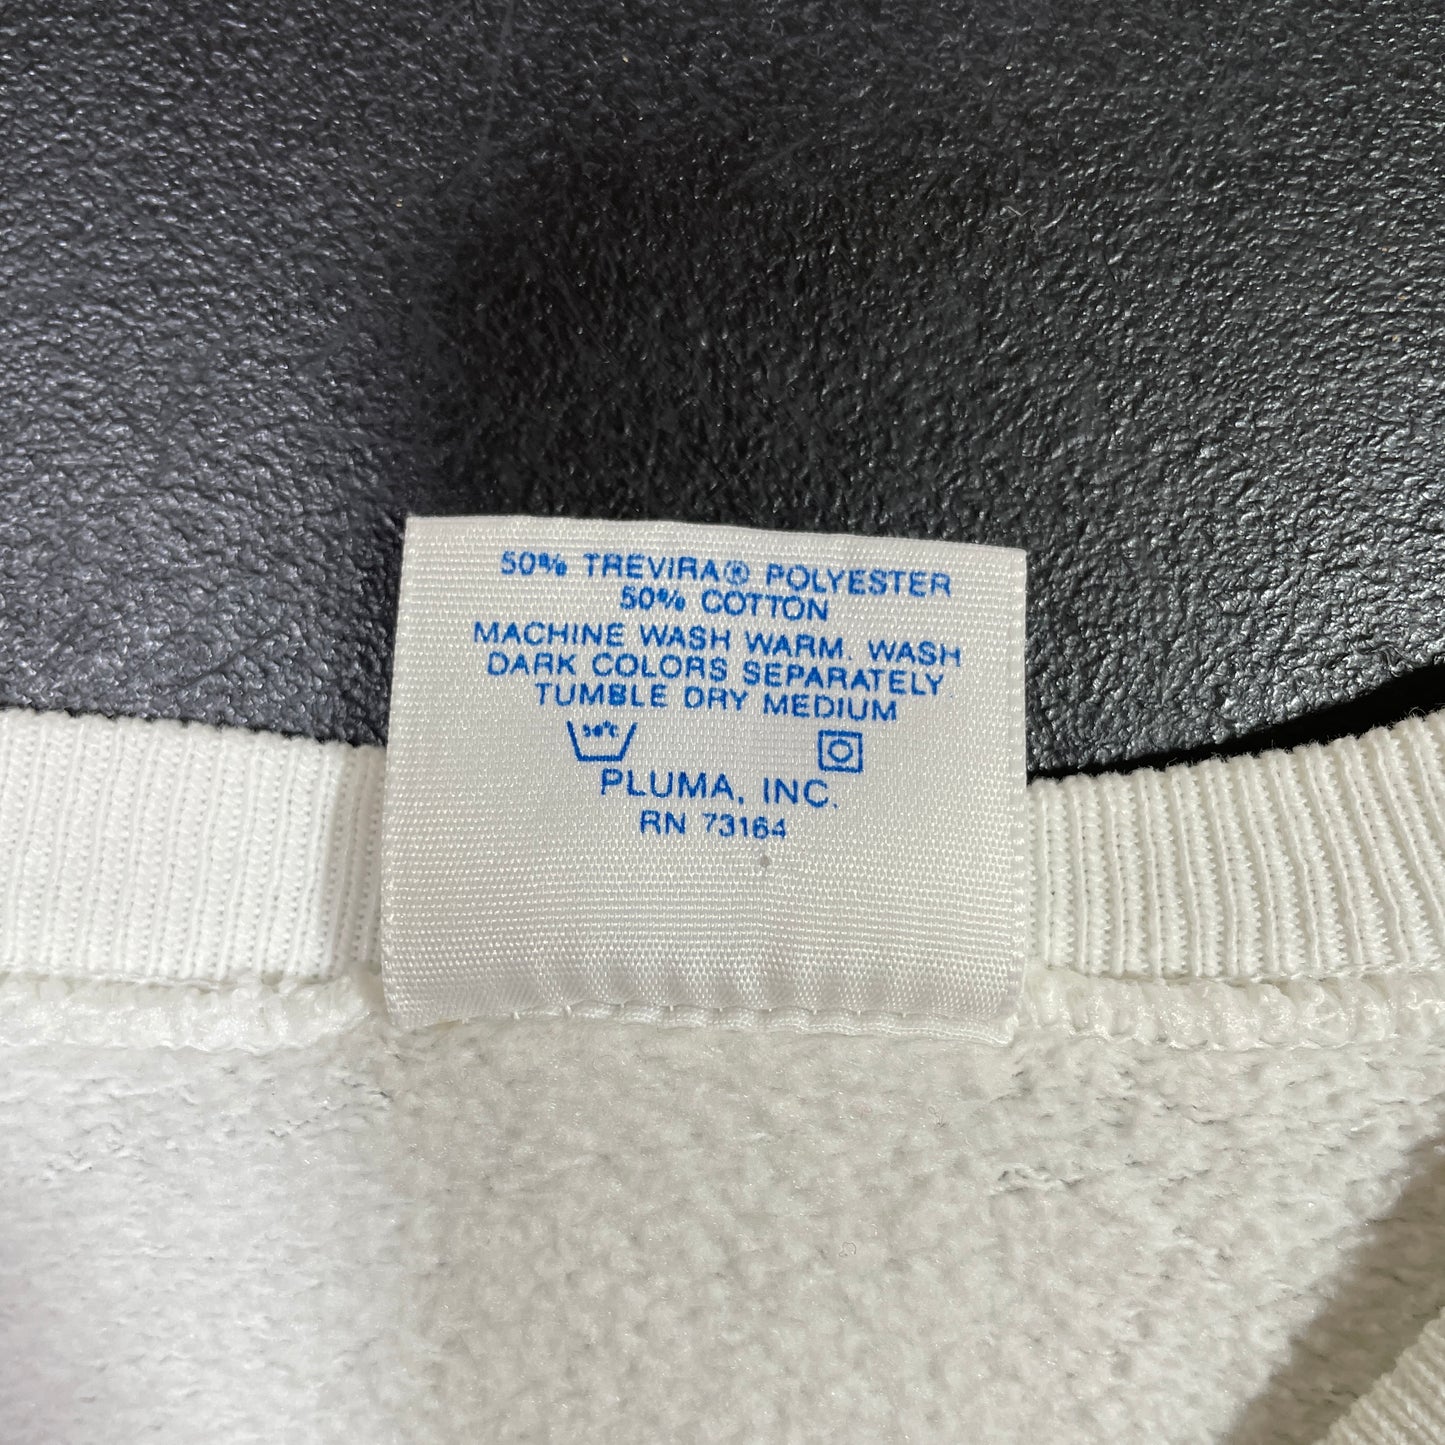 50% TREVIRA® POLYESTER
50% COTTON
MACHINE WASH WARM. WASH
DARK COLORS SEPARATELY
TUMBLE DRY MEDIUM
PLUMA, INC.
RN 73164